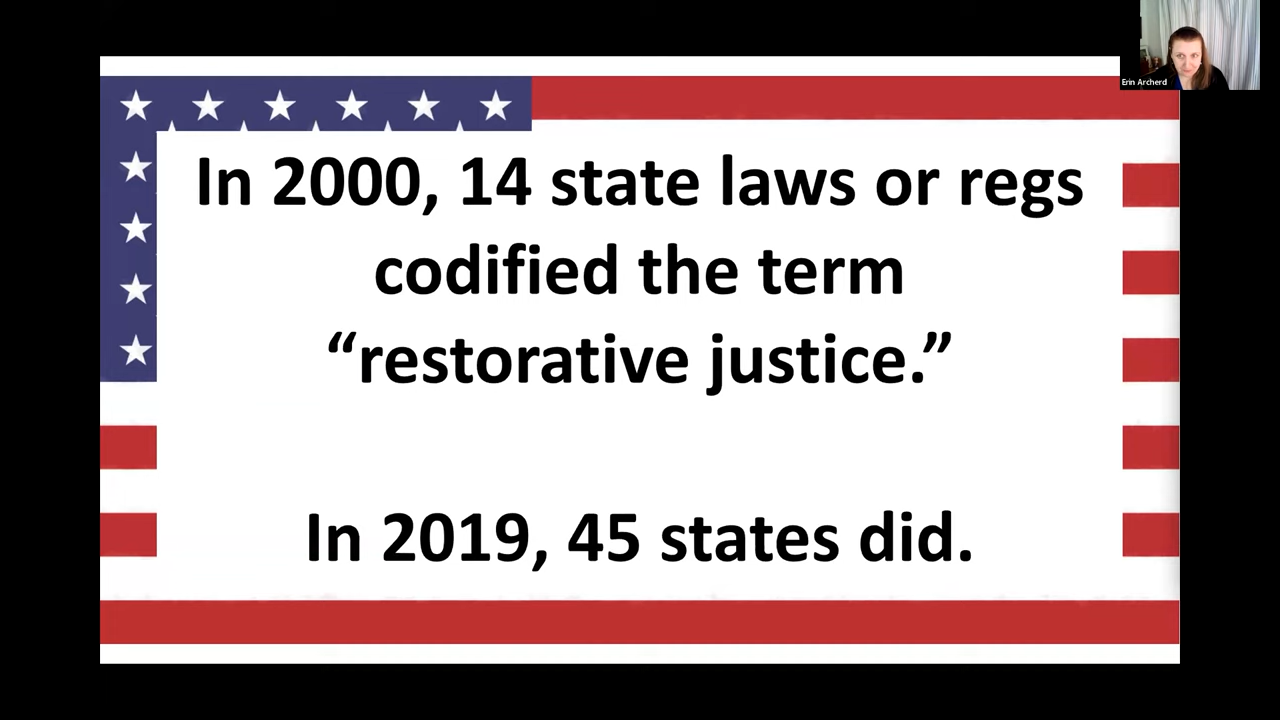 Erin Archerd
In 2000, 14 state laws or regs
codified the term
“restorative justice.”
In 2019, 45 states did.